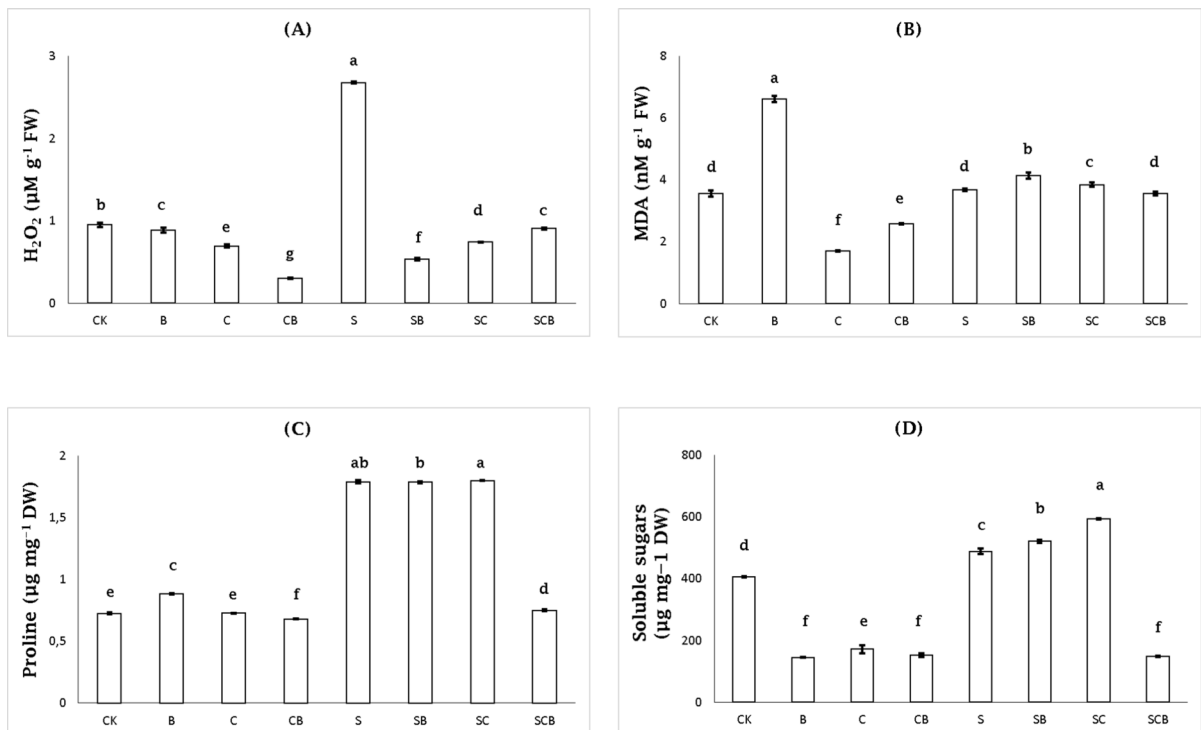 (A)
H₂O₂ (µM g⁻¹ FW)
3
2
1
0
b
c
e
g
a
f
d
c
CK B C CB S SB SC SCB
(B)
MDA (nM g⁻¹ FW)
8
6
4
2
0
d
a
f
e
d
b
c
d
CK B C CB S SB SC SCB
(C)
Proline (µg mg⁻¹ DW)
2
1,5
1
0,5
0
e
c
e
f
ab
b
a
d
CK B C CB S SB SC SCB
(D)
Soluble sugars
(µg mg−1 DW)
800
600
400
200
0
d
f
e
f
c
b
a
f
CK B C CB S SB SC SCB